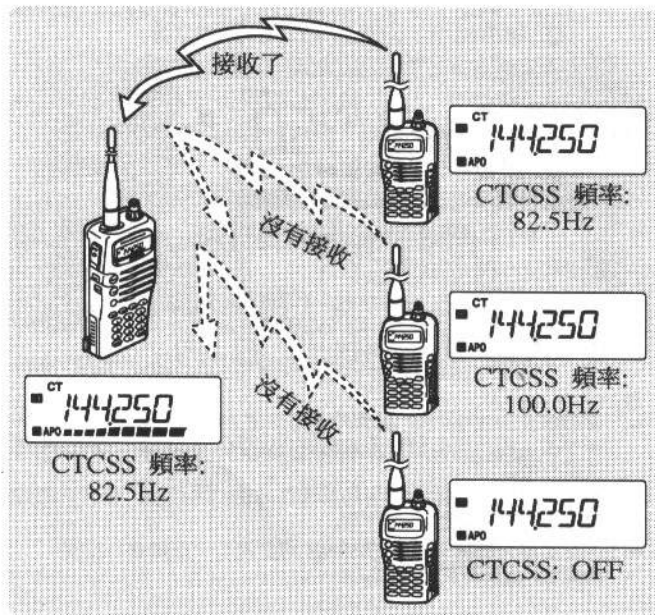 接收了
CT
144.250
APO
CTCSS 頻率:
82.5Hz
沒有接收
CT
144.250
APO
CTCSS 頻率:
100.0Hz
沒有接收
CT
144.250
APO
CTCSS 頻率:
82.5Hz
144.250
APO
CTCSS: OFF